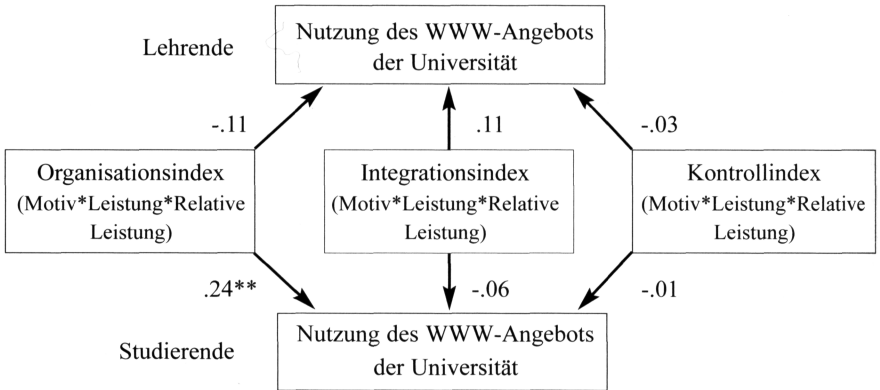 Lehrende
Nutzung des WWW-Angebots
der Universität
-.11
.11
-.03
Organisationsindex
(Motiv*Leistung*Relative
Leistung)
Integrationsindex
(Motiv*Leistung*Relative
Leistung)
Kontrollindex
(Motiv*Leistung*Relative
Leistung)
.24**
-.06
-.01
Studierende
Nutzung des WWW-Angebots
der Universität